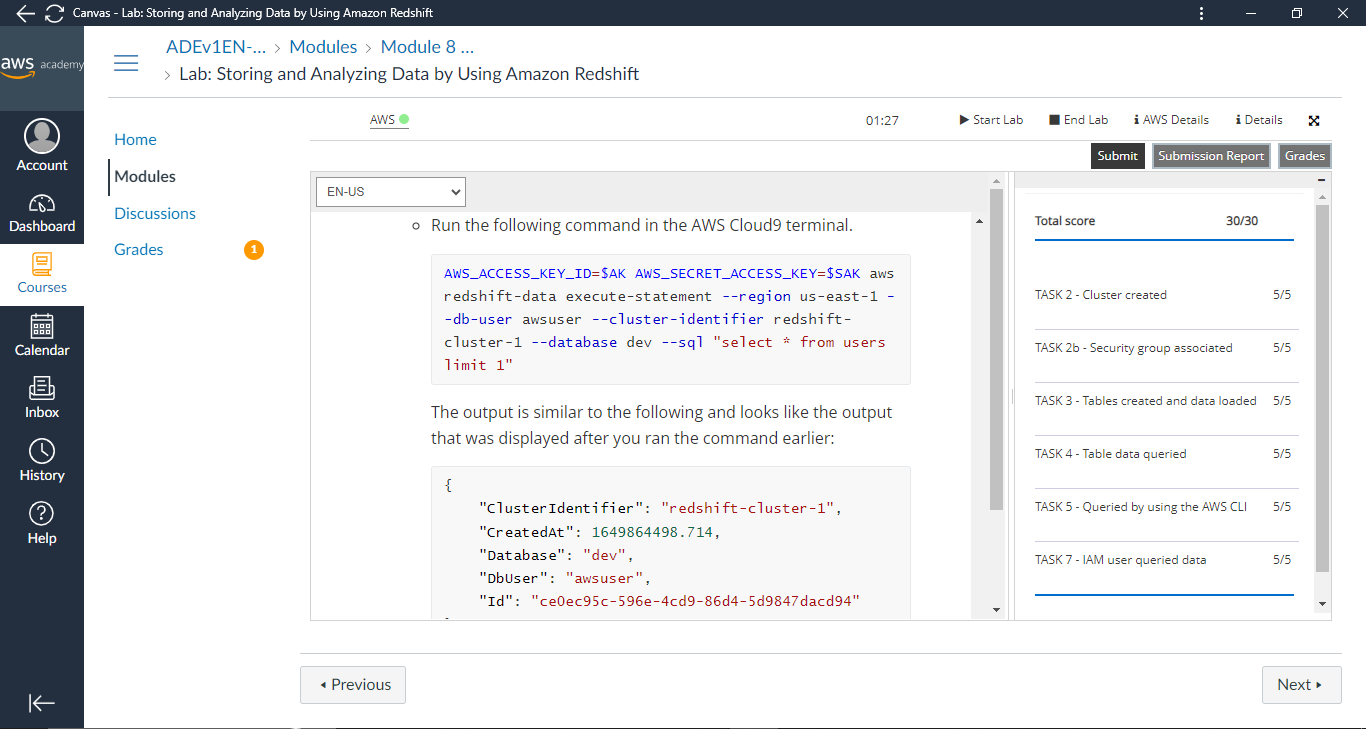 Canvas - Lab: Storing and Analyzing Data by Using Amazon Redshift
aws academy
ADEv1EN-... > Modules > Module 8 ...
> Lab: Storing and Analyzing Data by Using Amazon Redshift
Account
Dashboard
Courses
Calendar
Inbox
History
Help
Home
Modules
Discussions
Grades 1
AWS 01:27 Start Lab End Lab AWS Details Details
Submit Submission Report Grades
EN-US
Run the following command in the AWS Cloud9 terminal.
AWS_ACCESS_KEY_ID=$AK AWS_SECRET_ACCESS_KEY=$SAK aws
redshift-data execute-statement --region us-east-1 -
-db-user awsuser --cluster-identifier redshift-
cluster-1 --database dev --sql "select * from users
limit 1"
The output is similar to the following and looks like the output
that was displayed after you ran the command earlier:
{
"ClusterIdentifier": "redshift-cluster-1",
"CreatedAt": 1649864498.714,
"Database": "dev",
"DbUser": "awsuser",
"Id": "ce0ec95c-596e-4cd9-86d4-5d9847dacd94"
Total score 30/30
TASK 2 - Cluster created 5/5
TASK 2b - Security group associated 5/5
TASK 3 - Tables created and data loaded 5/5
TASK 4 - Table data queried 5/5
TASK 5 - Queried by using the AWS CLI 5/5
TASK 7 - IAM user queried data 5/5
Previous
Next